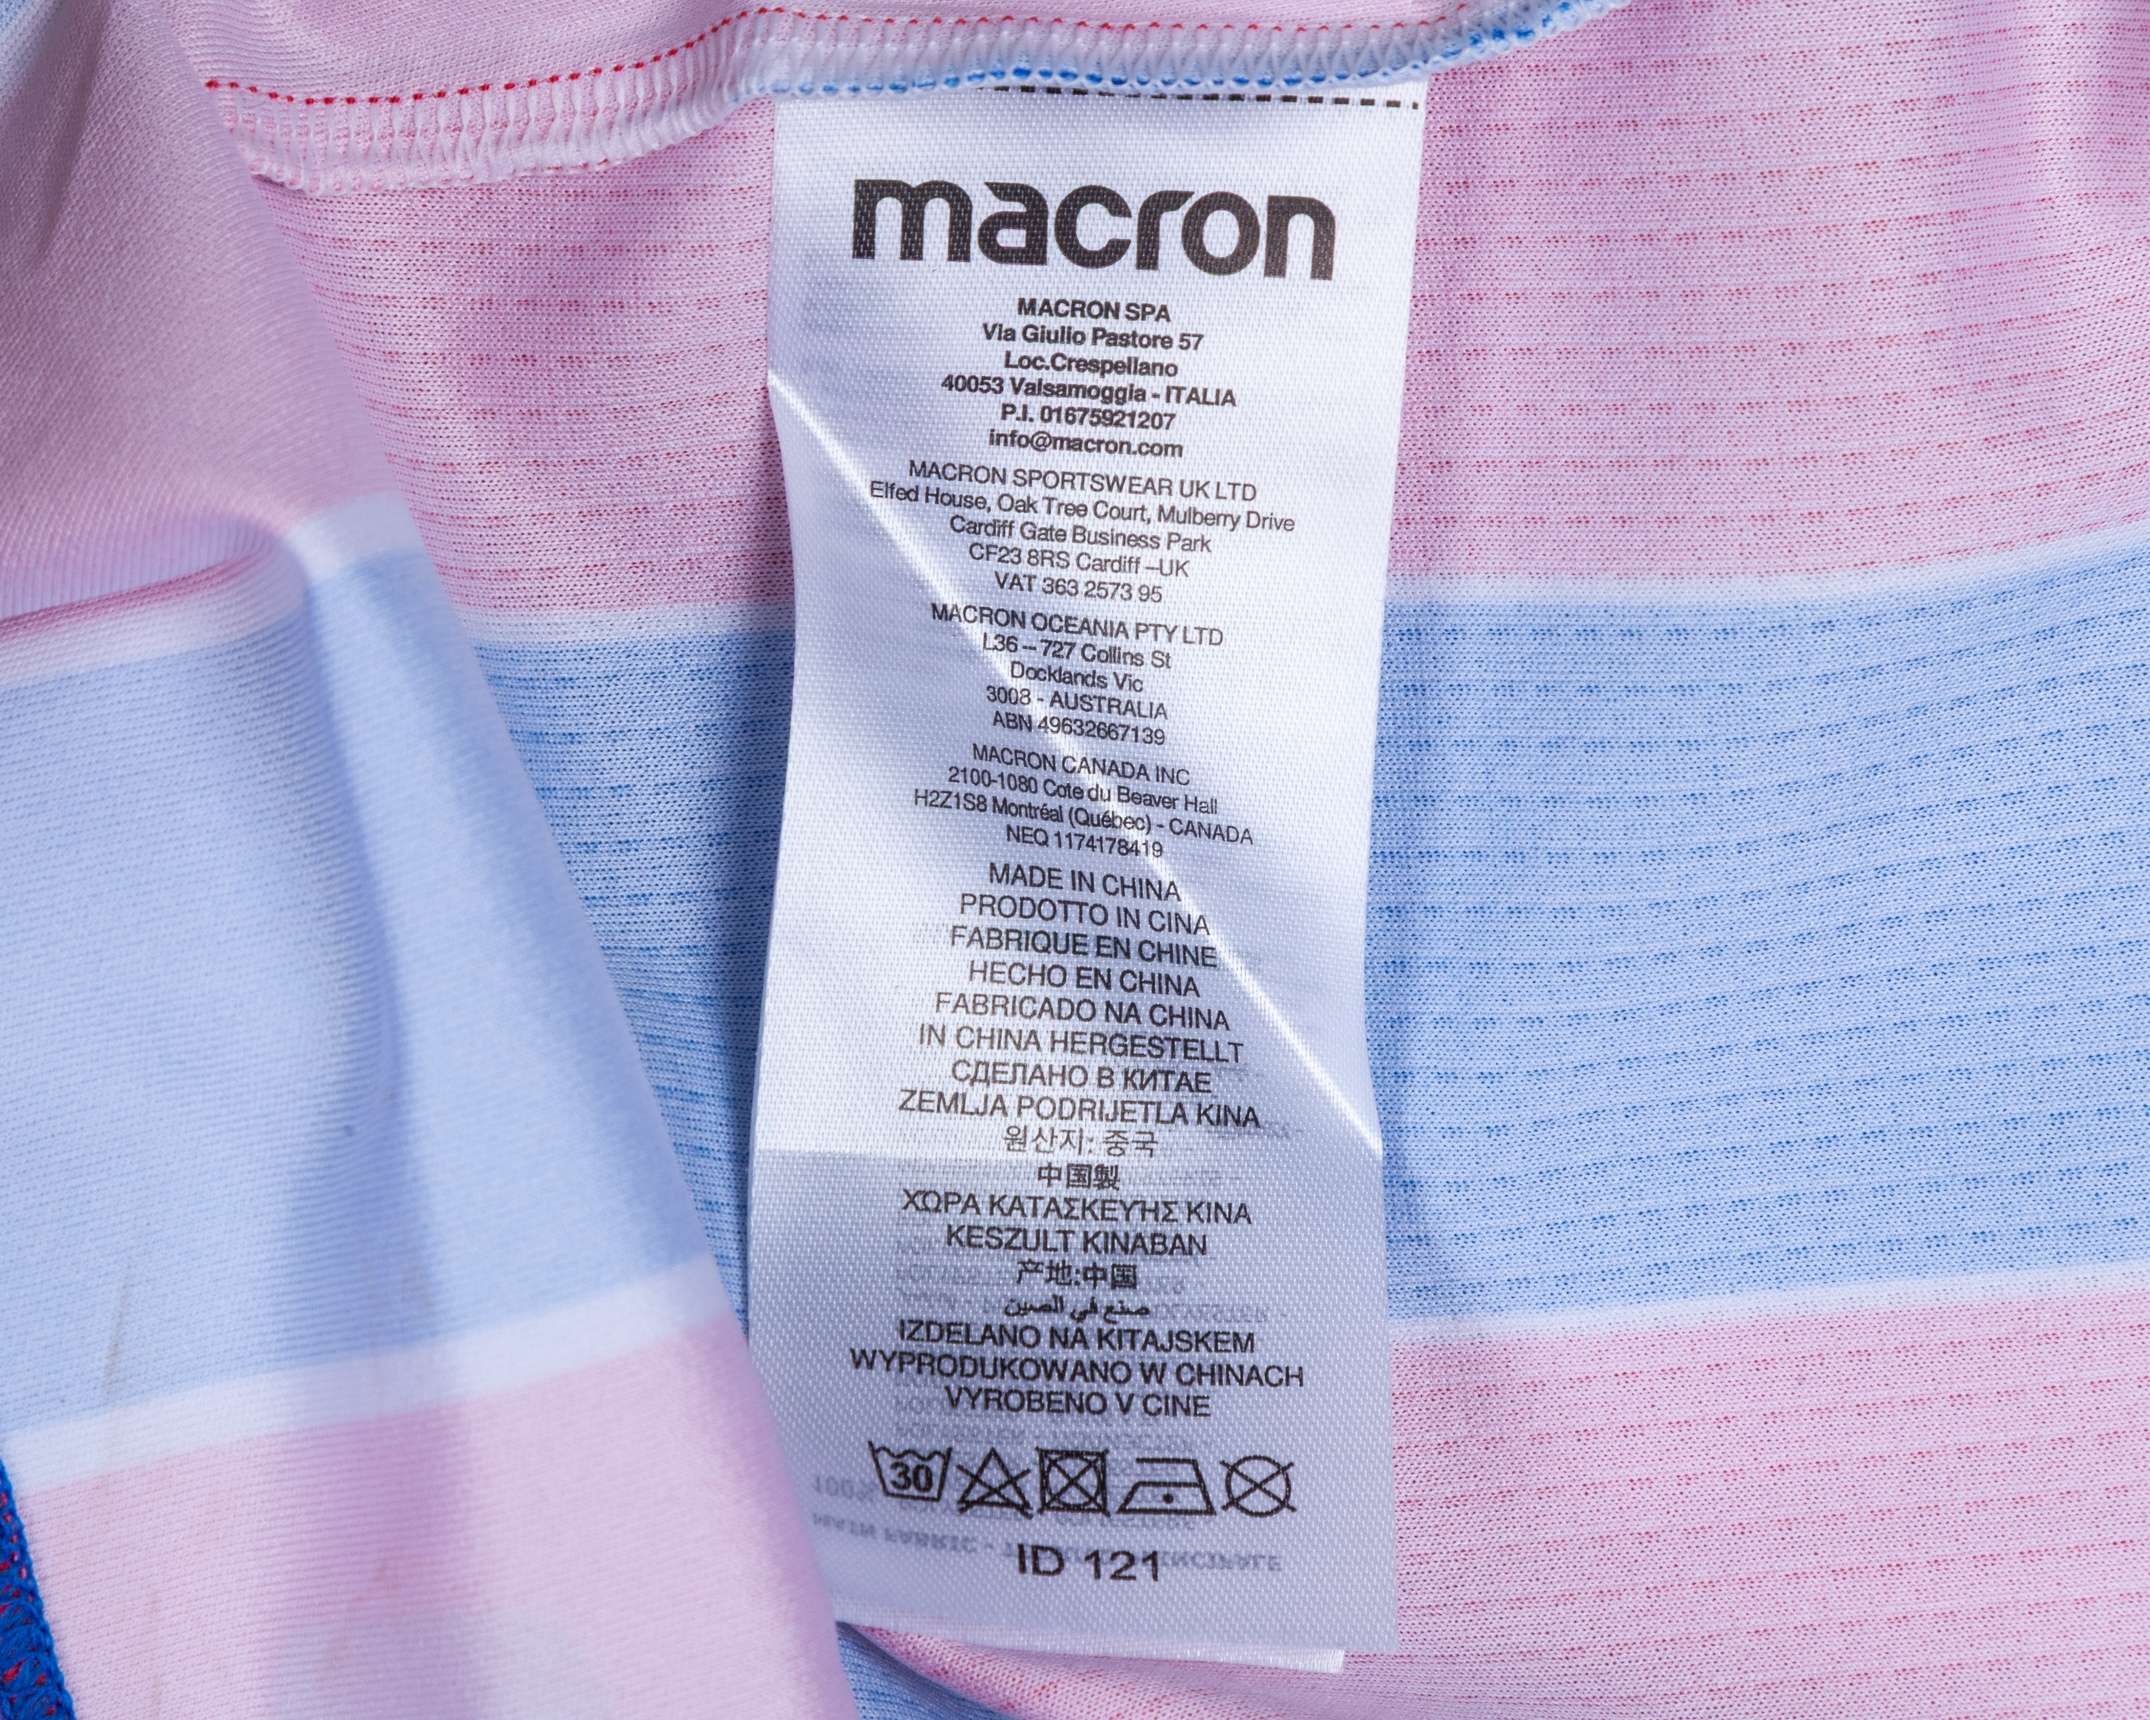 macron
MACRON SPA
Via Giulio Pastore 57
Loc.Crespellano
40053 Valsamoggia - ITALIA
P.I. 01675921207
info@macron.com
MACRON SPORTSWEAR UK LTD
Elfed House, Oak Tree Court, Mulberry Drive
Cardiff Gate Business Park
CF23 8RS Cardiff –UK
VAT 363 2573 95
MACRON OCEANIA PTY LTD
L36 – 727 Collins St
Docklands Vic
3008 - AUSTRALIA
ABN 49632667139
MACRON CANADA INC
2100-1080 Cote du Beaver Hall
H2Z1S8 Montréal (Québec) - CANADA
NEQ 1174178419
MADE IN CHINA
PRODOTTO IN CINA
FABRIQUE EN CHINE
HECHO EN CHINA
FABRICADO NA CHINA
IN CHINA HERGESTELLT
СДЕЛАНО В КИТАЕ
ZEMLJA PODRIJETLA KINA
원산지: 중국
中国製
ΧΏΡΑ ΚΑΤΑΣΚΕΥΉΣ ΚΙΝΑ
KESZULT KINABAN
产地:中国
صنع في الصين
IZDELANO NA KITAJSKEM
WYPRODUKOWANO W CHINACH
VYROBENO V CINE
30
ID 121